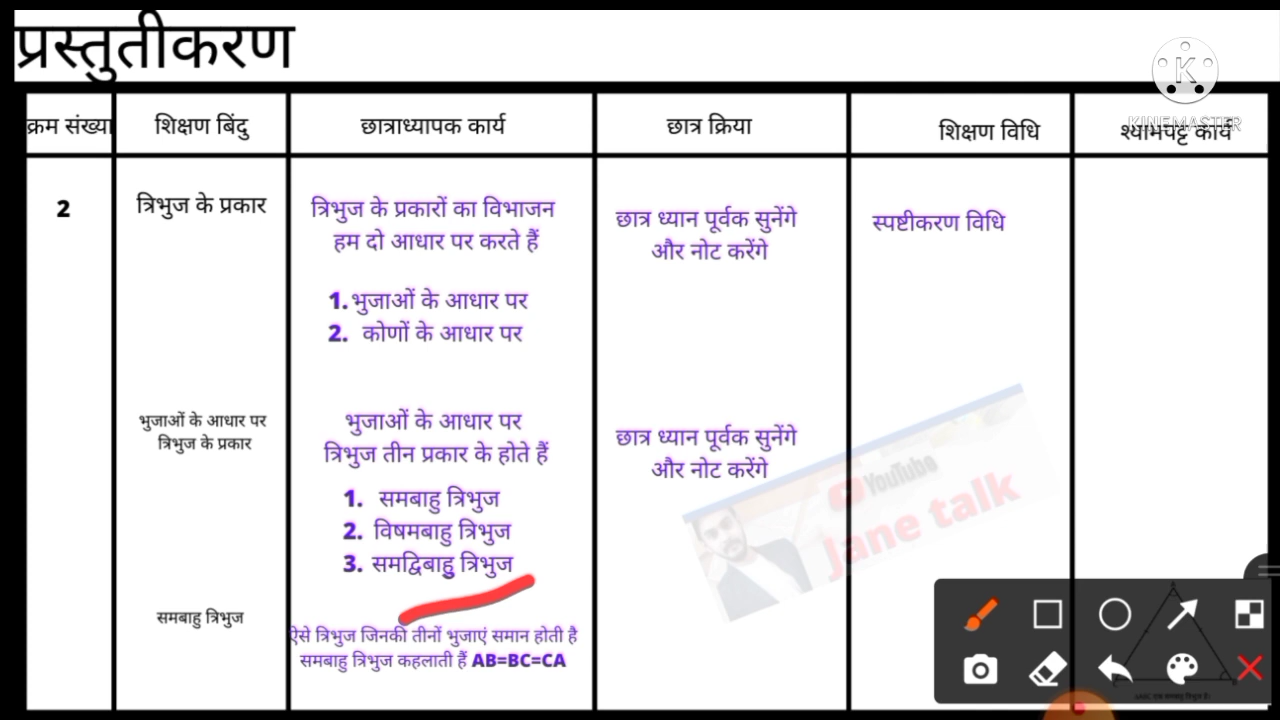 प्रस्तुतीकरण
KINEMASTER
क्रम संख्या
शिक्षण बिंदु
छात्राध्यापक कार्य
छात्र क्रिया
शिक्षण विधि
श्यामपट्ट कार्य
2
त्रिभुज के प्रकार
त्रिभुज के प्रकारों का विभाजन
हम दो आधार पर करते हैं
1. भुजाओं के आधार पर
2. कोणों के आधार पर
छात्र ध्यान पूर्वक सुनेंगे
और नोट करेंगे
स्पष्टीकरण विधि
भुजाओं के आधार पर
त्रिभुज के प्रकार
भुजाओं के आधार पर
त्रिभुज तीन प्रकार के होते हैं
1. समबाहु त्रिभुज
2. विषमबाहु त्रिभुज
3. समद्विबाहु त्रिभुज
छात्र ध्यान पूर्वक सुनेंगे
और नोट करेंगे
YouTube
Jane talk
समबाहु त्रिभुज
ऐसे त्रिभुज जिनकी तीनों भुजाएं समान होती है
समबाहु त्रिभुज कहलाती हैं AB=BC=CA